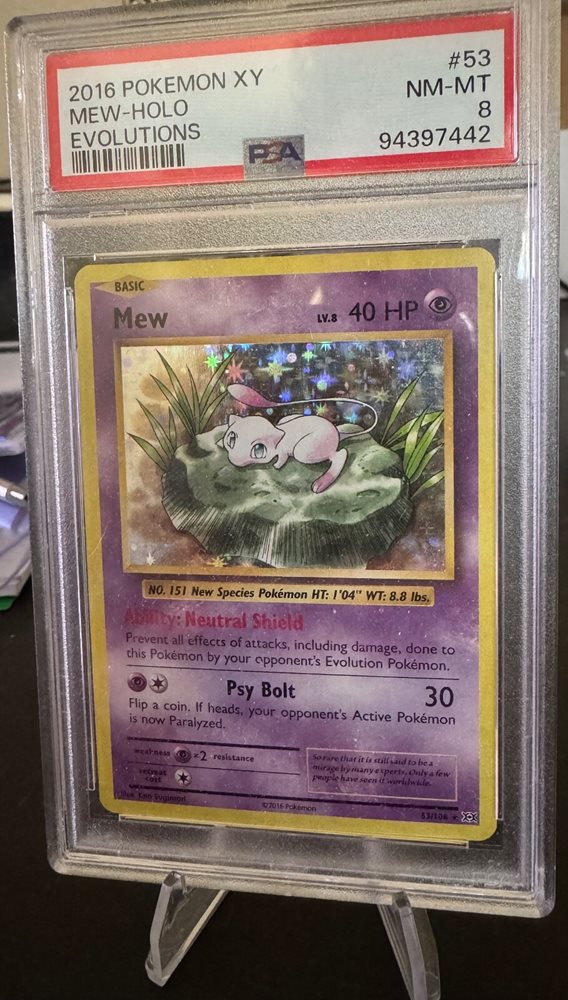 2016 POKEMON XY
MEW-HOLO
EVOLUTIONS
#53
NM-MT
8
94397442
PSA
BASIC
Mew
LV.8 40 HP
NO. 151 New Species Pokémon HT: 1'04" WT: 8.8 lbs.
Ability: Neutral Shield
Prevent all effects of attacks, including damage, done to
this Pokémon by your opponent's Evolution Pokémon.
Psy Bolt 30
Flip a coin. If heads, your opponent's Active Pokémon
is now Paralyzed.
weakness ×2 resistance
retreat
cost
So rare that it is still said to be a
mirage by many experts. Only a few
people have seen it worldwide.
Illus. Ken Sugimori
©2016 Pokémon
53/108